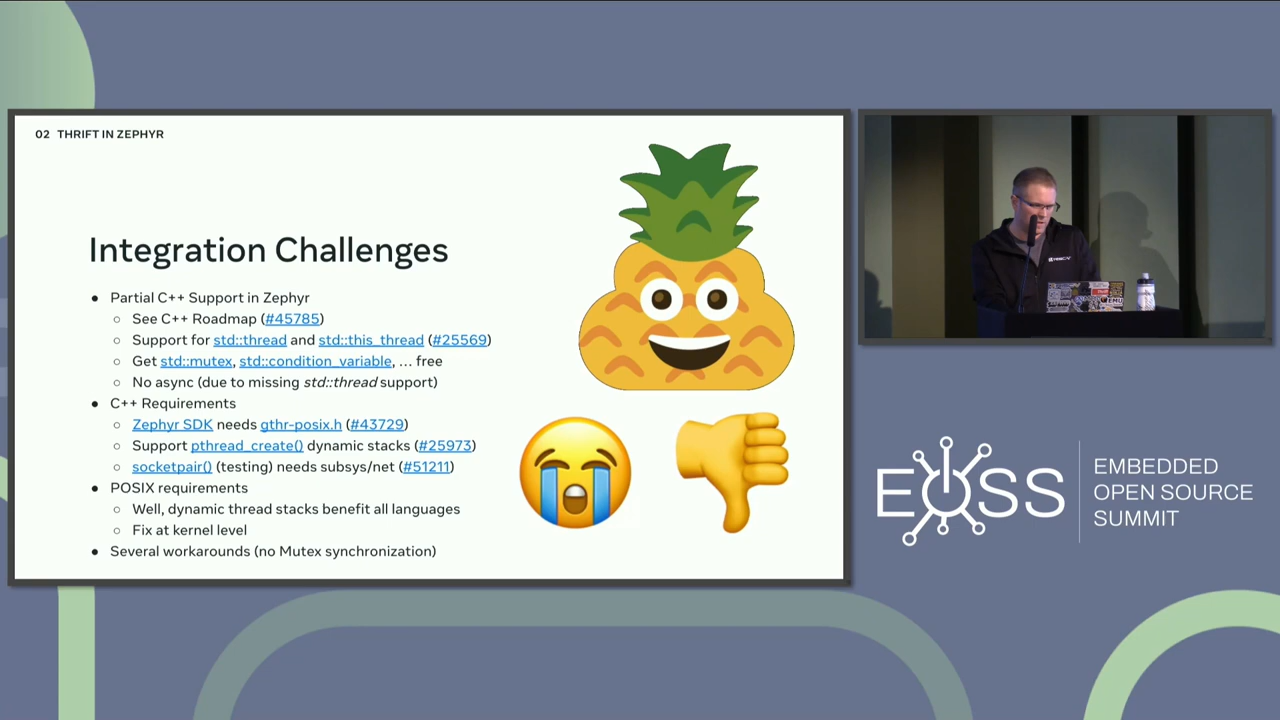 02 THRIFT IN ZEPHYR
Integration Challenges
● Partial C++ Support in Zephyr
○ See C++ Roadmap (#45785)
○ Support for std::thread and std::this_thread (#25569)
○ Get std::mutex, std::condition_variable, … free
○ No async (due to missing std::thread support)
● C++ Requirements
○ Zephyr SDK needs gthr-posix.h (#43729)
○ Support pthread_create() dynamic stacks (#25973)
○ socketpair() (testing) needs subsys/net (#51211)
● POSIX requirements
○ Well, dynamic thread stacks benefit all languages
○ Fix at kernel level
● Several workarounds (no Mutex synchronization)
EOSS
EMBEDDED
OPEN SOURCE
SUMMIT